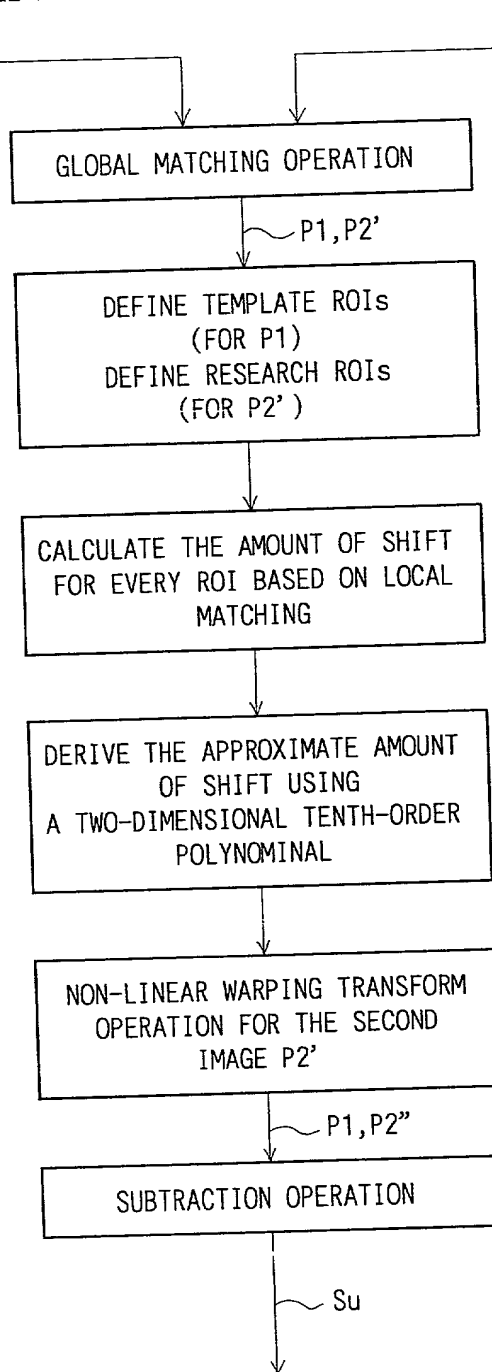 GLOBAL MATCHING OPERATION
P1,P2'
DEFINE TEMPLATE ROIs
(FOR P1)
DEFINE RESEARCH ROIs
(FOR P2')
CALCULATE THE AMOUNT OF SHIFT
FOR EVERY ROI BASED ON LOCAL
MATCHING
DERIVE THE APPROXIMATE AMOUNT
OF SHIFT USING
A TWO-DIMENSIONAL TENTH-ORDER
POLYNOMINAL
NON-LINEAR WARPING TRANSFORM
OPERATION FOR THE SECOND
IMAGE P2'
P1,P2"
SUBTRACTION OPERATION
Su